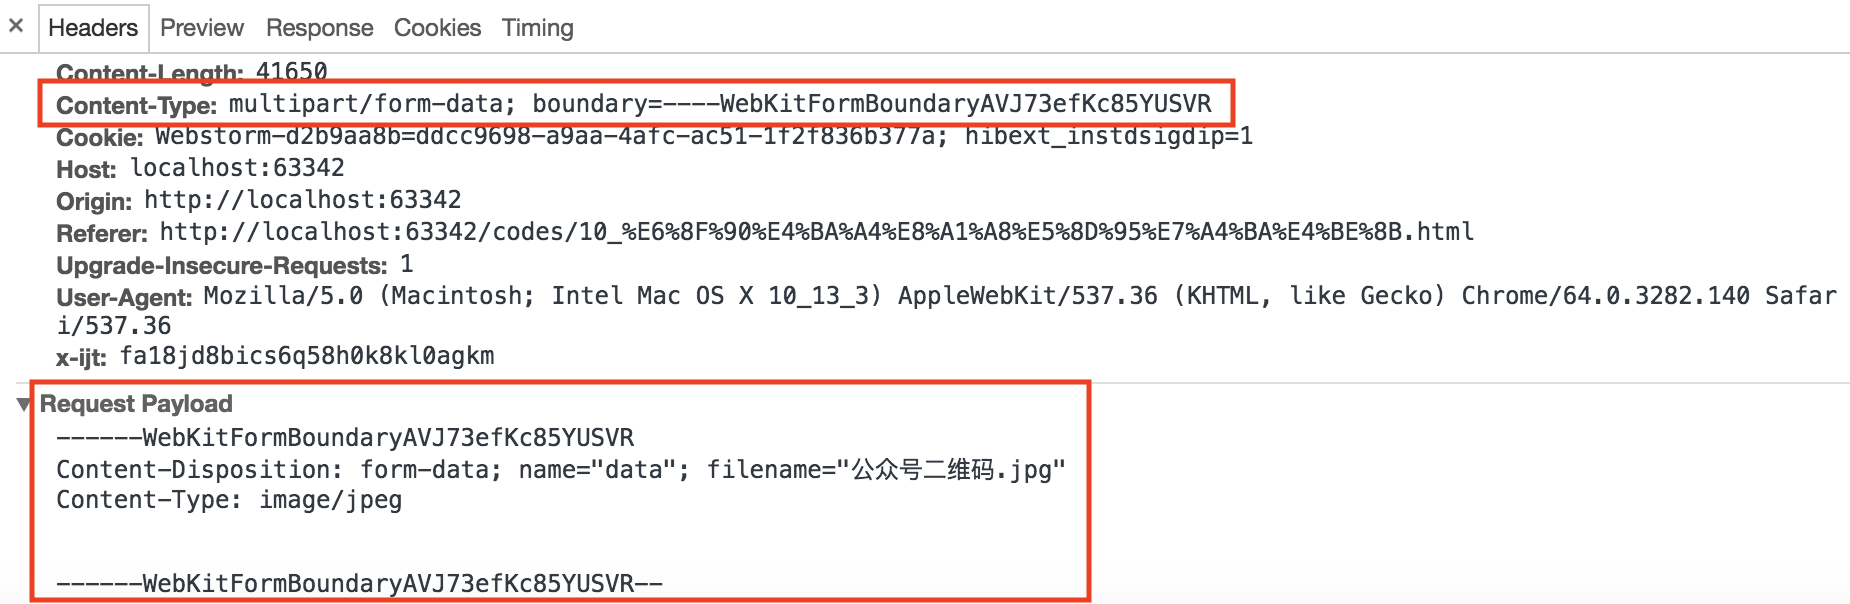 × Headers Preview Response Cookies Timing
Content-Length: 41650
Content-Type: multipart/form-data; boundary=----WebKitFormBoundaryAVJ73efKc85YUSVR
Cookie: Webstorm-d2b9aa8b=ddcc9698-a9aa-4afc-ac51-1f2f836b377a; hibext_instdsigdip=1
Host: localhost:63342
Origin: http://localhost:63342
Referer: http://localhost:63342/codes/10_%E6%8F%90%E4%BA%A4%E8%A1%A8%E5%8D%95%E7%A4%BA%E4%BE%8B.html
Upgrade-Insecure-Requests: 1
User-Agent: Mozilla/5.0 (Macintosh; Intel Mac OS X 10_13_3) AppleWebKit/537.36 (KHTML, like Gecko) Chrome/64.0.3282.140 Safar
i/537.36
x-ijt: fa18jd8bics6q58h0k8kl0agkm
▼ Request Payload
------WebKitFormBoundaryAVJ73efKc85YUSVR
Content-Disposition: form-data; name="data"; filename="公众号二维码.jpg"
Content-Type: image/jpeg
------WebKitFormBoundaryAVJ73efKc85YUSVR--